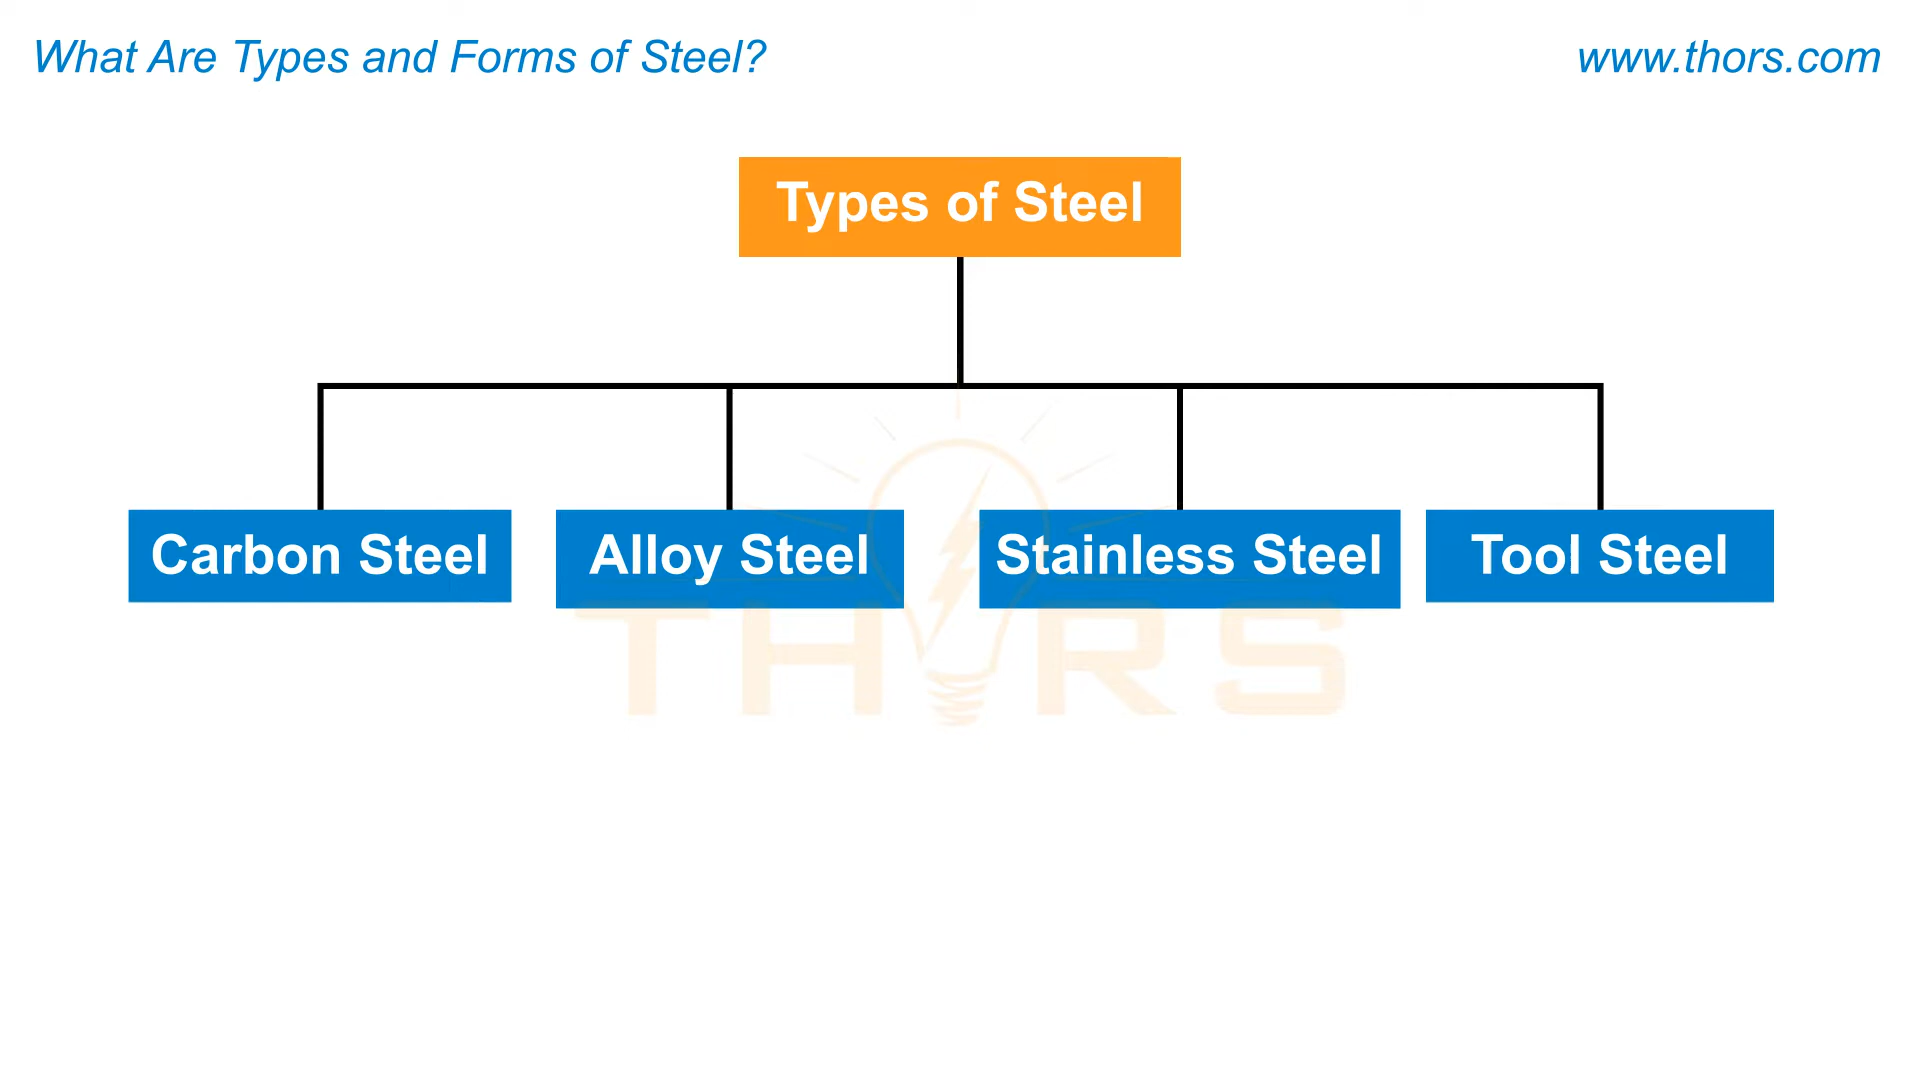 What Are Types and Forms of Steel?
www.thors.com
Types of Steel
Carbon Steel
Alloy Steel
Stainless Steel
Tool Steel
THORS